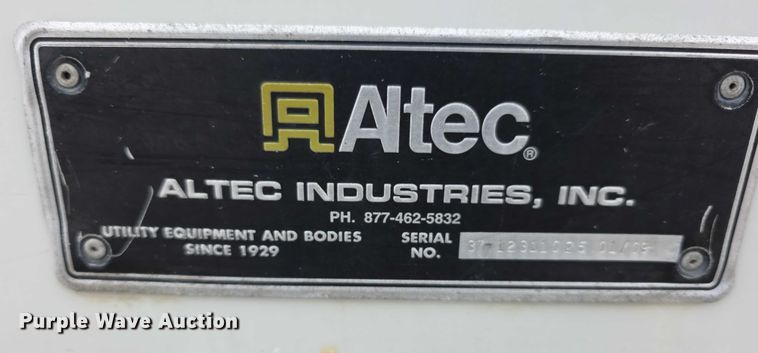 Altec®
ALTEC INDUSTRIES, INC.
PH. 877-462-5832
UTILITY EQUIPMENT AND BODIES
SINCE 1929
SERIAL
NO.
Purple Wave Auction